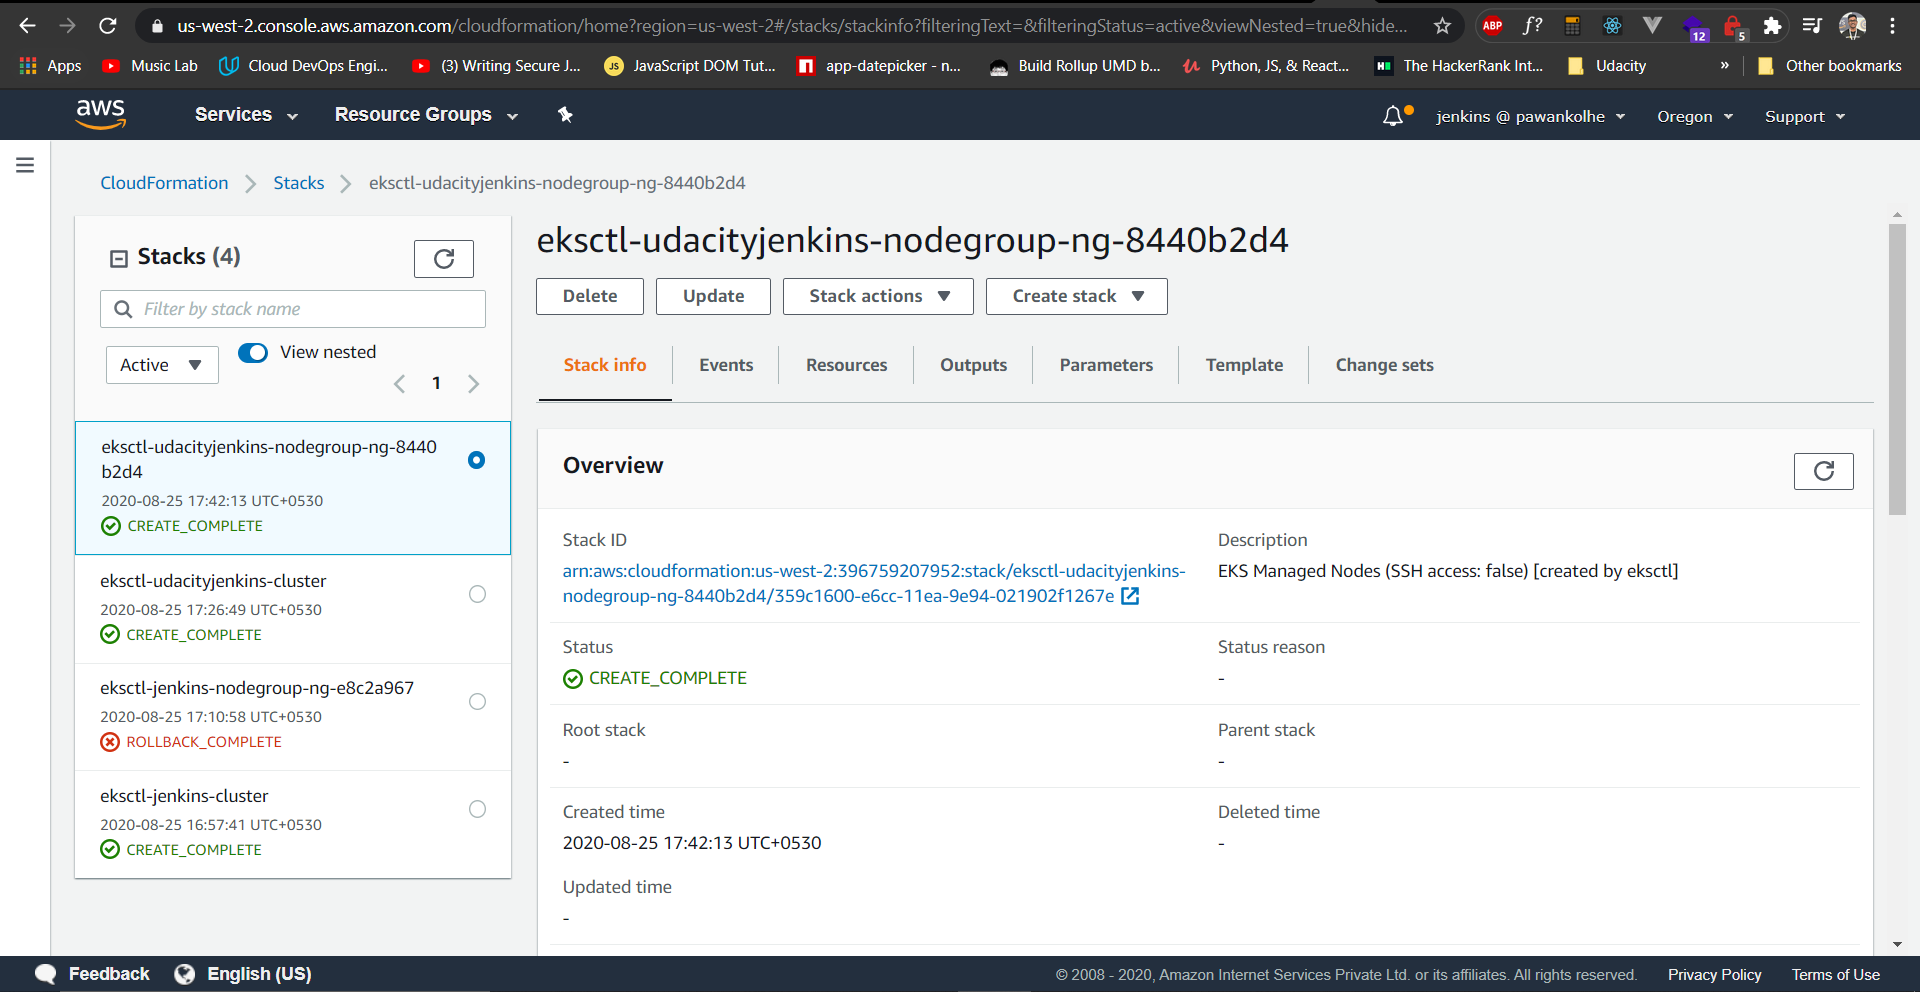 us-west-2.console.aws.amazon.com/cloudformation/home?region=us-west-2#/stacks/stackinfo?filteringText=&filteringStatus=active&viewNested=true&hide...
ABP
f?
12
5
Apps
Music Lab
Cloud DevOps Engi...
(3) Writing Secure J...
JS
JavaScript DOM Tut...
app-datepicker - n...
Build Rollup UMD b...
Python, JS, & React...
The HackerRank Int...
Udacity
»
Other bookmarks
aws
Services
Resource Groups
jenkins @ pawankolhe
Oregon
Support
CloudFormation
Stacks
eksctl-udacityjenkins-nodegroup-ng-8440b2d4
Stacks (4)
Filter by stack name
Active
View nested
1
eksctl-udacityjenkins-nodegroup-ng-8440
b2d4
2020-08-25 17:42:13 UTC+0530
CREATE_COMPLETE
eksctl-udacityjenkins-cluster
2020-08-25 17:26:49 UTC+0530
CREATE_COMPLETE
eksctl-jenkins-nodegroup-ng-e8c2a967
2020-08-25 17:10:58 UTC+0530
ROLLBACK_COMPLETE
eksctl-jenkins-cluster
2020-08-25 16:57:41 UTC+0530
CREATE_COMPLETE
eksctl-udacityjenkins-nodegroup-ng-8440b2d4
Delete
Update
Stack actions
Create stack
Stack info
Events
Resources
Outputs
Parameters
Template
Change sets
Overview
Stack ID
arn:aws:cloudformation:us-west-2:396759207952:stack/eksctl-udacityjenkins-
nodegroup-ng-8440b2d4/359c1600-e6cc-11ea-9e94-021902f1267e
Description
EKS Managed Nodes (SSH access: false) [created by eksctl]
Status
CREATE_COMPLETE
Status reason
-
Root stack
-
Parent stack
-
Created time
2020-08-25 17:42:13 UTC+0530
Deleted time
-
Updated time
-
Feedback
English (US)
© 2008 - 2020, Amazon Internet Services Private Ltd. or its affiliates. All rights reserved.
Privacy Policy
Terms of Use